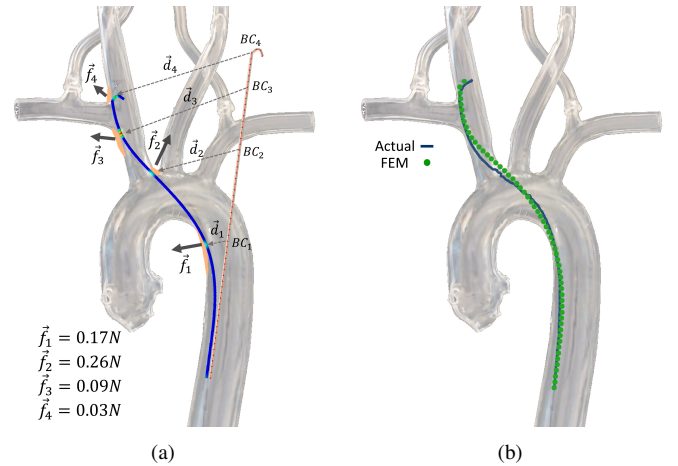 BC₄
f⃗₄
d⃗₄
BC₃
d⃗₃
f⃗₂
f⃗₃
d⃗₂
BC₂
d⃗₁
BC₁
f⃗₁
f⃗₁ = 0.17N
f⃗₂ = 0.26N
f⃗₃ = 0.09N
f⃗₄ = 0.03N
(a)
Actual
FEM
(b)